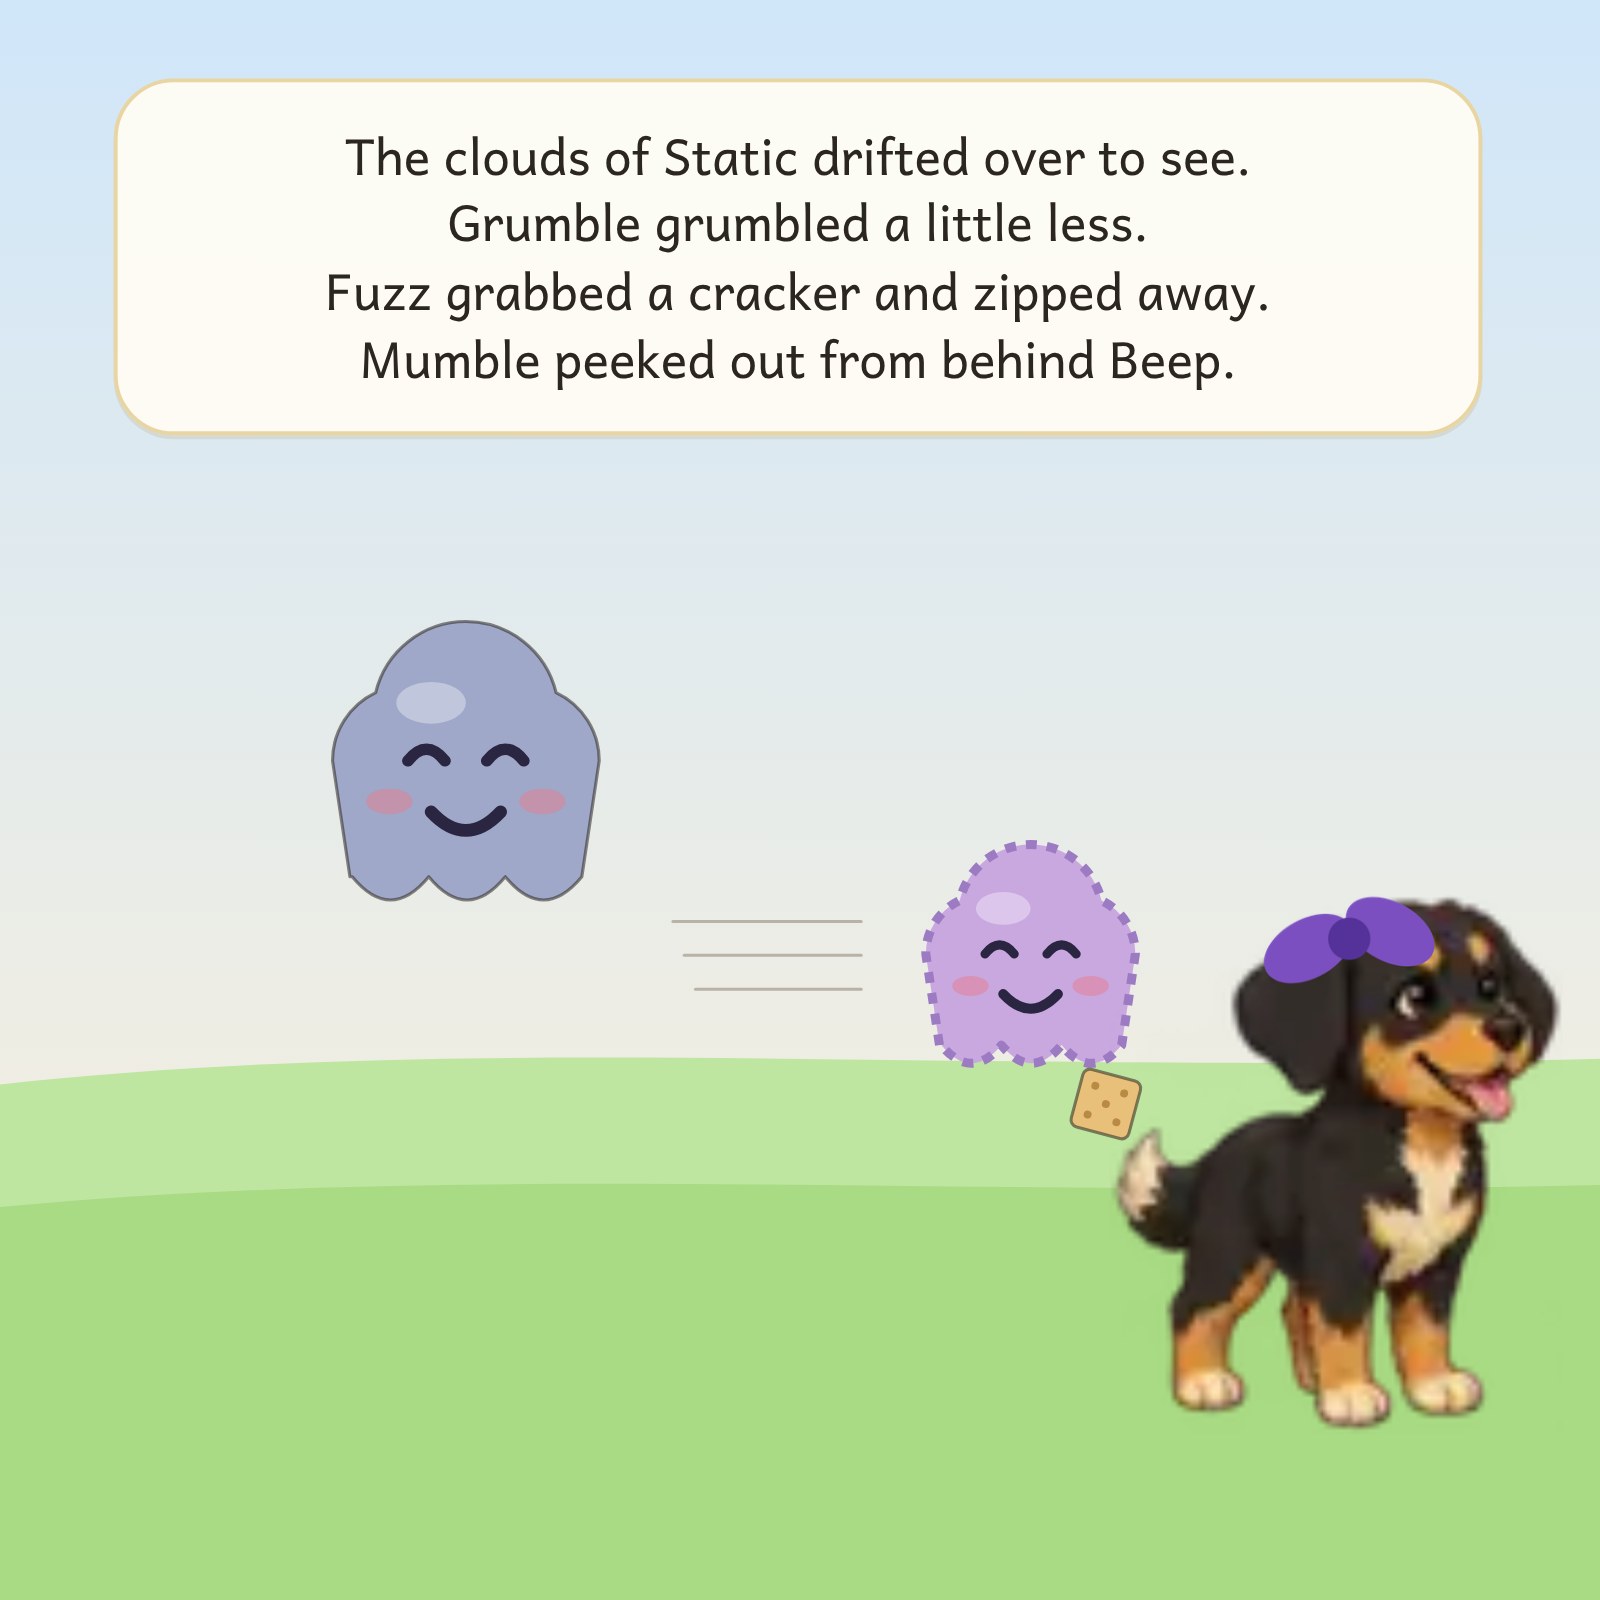 The clouds of Static drifted over to see.
Grumble grumbled a little less.
Fuzz grabbed a cracker and zipped away.
Mumble peeked out from behind Beep.